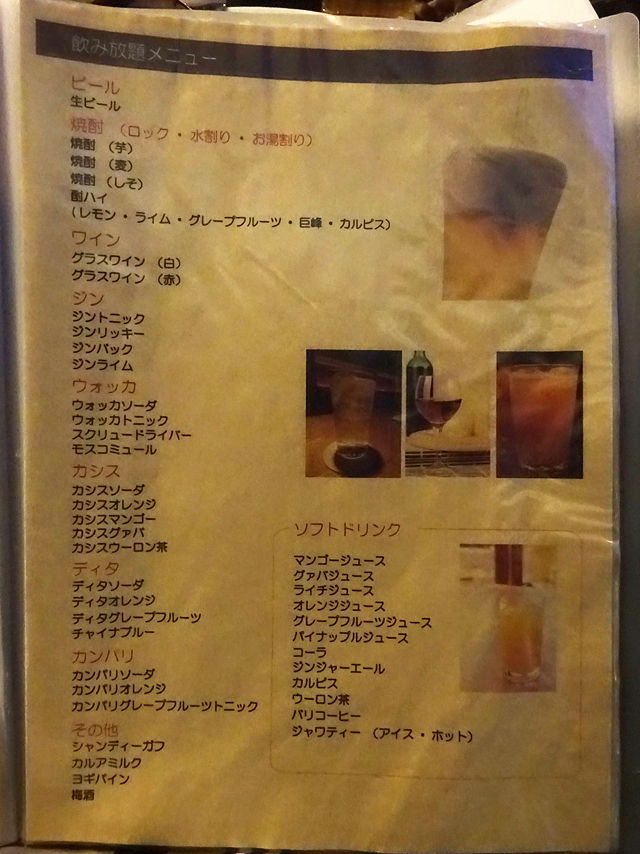 飲み放題メニュー
ビール
生ビール
焼酎 (ロック・水割り・お湯割り)
焼酎 (芋)
焼酎 (麦)
焼酎 (しそ)
酎ハイ
(レモン・ライム・グレープフルーツ・巨峰・カルピス)
ワイン
グラスワイン (白)
グラスワイン (赤)
ジン
ジントニック
ジンリッキー
ジンバック
ジンライム
ウォッカ
ウォッカソーダ
ウォッカトニック
スクリュードライバー
モスコミュール
カシス
カシスソーダ
カシスオレンジ
カシスマンゴー
カシスグァバ
カシスウーロン茶
ディタ
ディタソーダ
ディタオレンジ
ディタグレープフルーツ
チャイナブルー
カンパリ
カンパリソーダ
カンパリオレンジ
カンパリグレープフルーツトニック
その他
シャンディーガフ
カルアミルク
ヨギパイン
梅酒
ソフトドリンク
マンゴージュース
グァバジュース
ライチジュース
オレンジジュース
グレープフルーツジュース
パイナップルジュース
コーラ
ジンジャーエール
カルピス
ウーロン茶
バリコーヒー
ジャワティー (アイス・ホット)